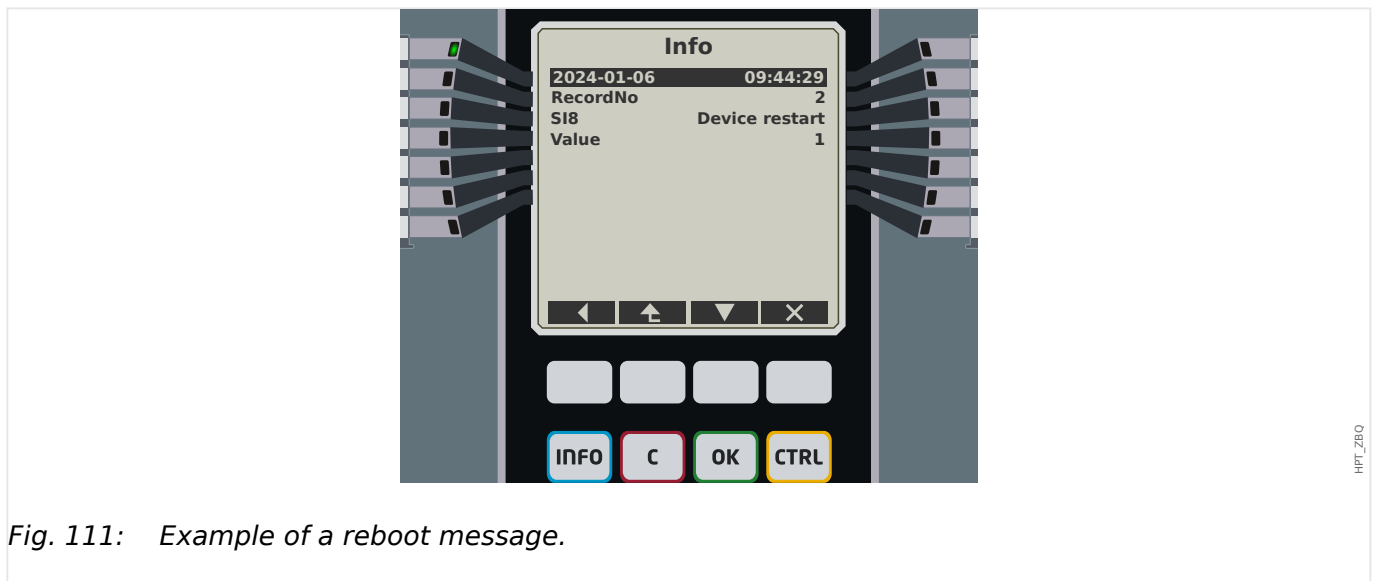 Info
2024-01-06 09:44:29
RecordNo 2
SI8 Device restart
Value 1
INFO C OK CTRL
HPT_ZBQ
Fig. 111: Example of a reboot message.